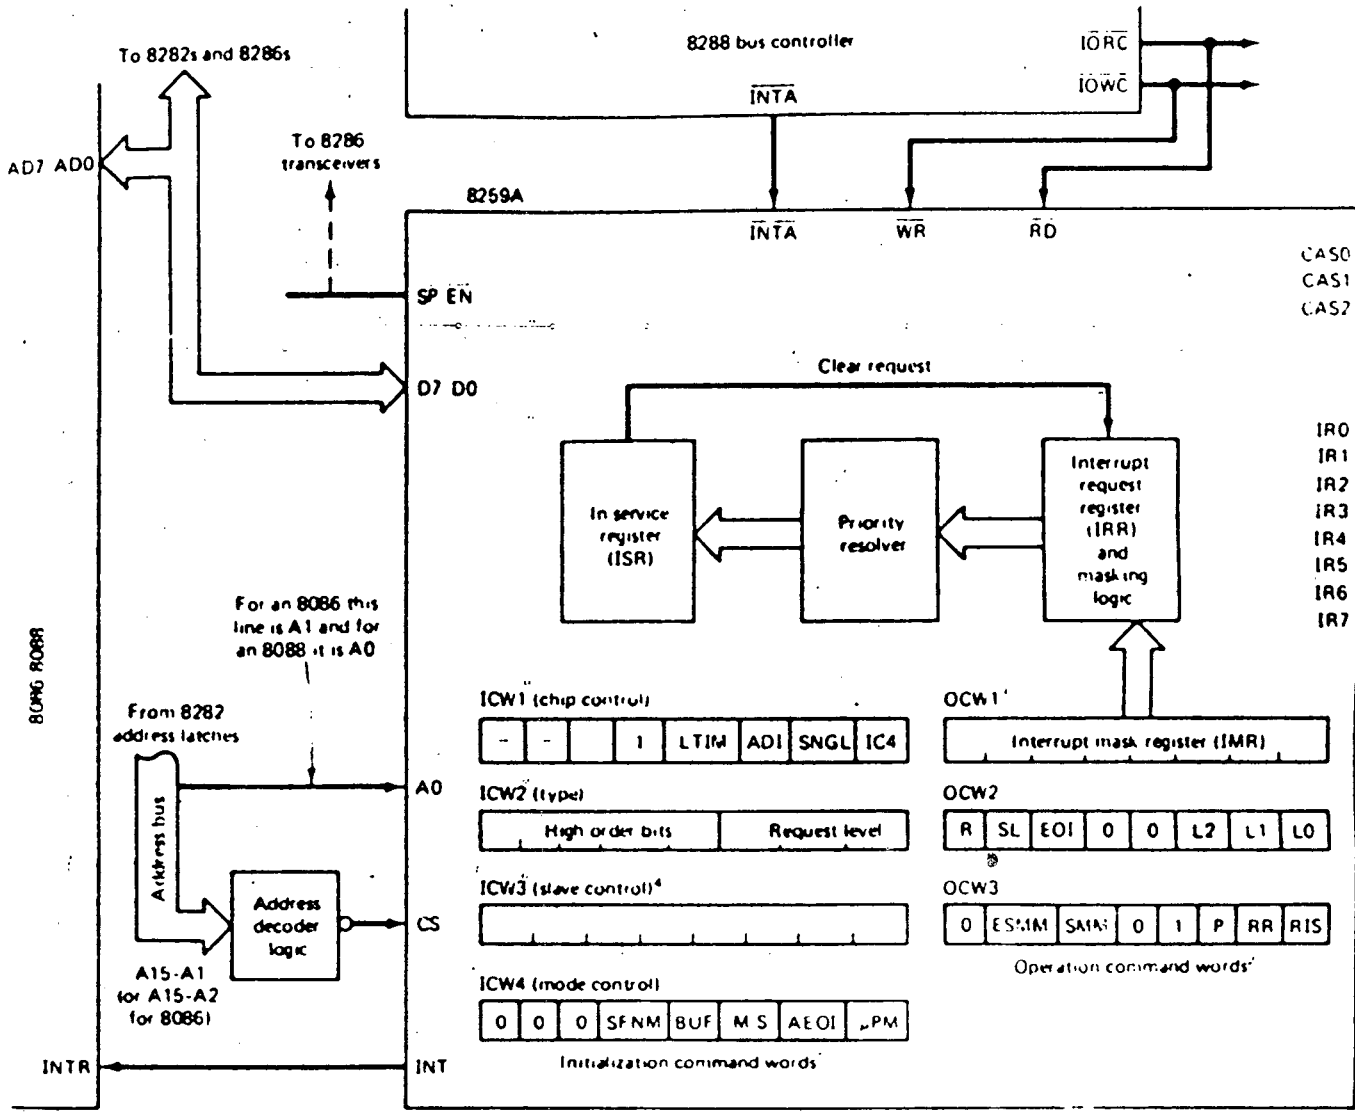 8288 bus controller
IORC
IOWC
INTA
To 8282s and 8286s
To 8286
transceivers
AD7 AD0
8259A
INTA
WR
RD
CAS0
CAS1
CAS2
SP EN
Clear request
D7 D0
In service
register
(ISR)
Priority
resolver
Interrupt
request
register
(IRR)
and
masking
logic
IR0
IR1
IR2
IR3
IR4
IR5
IR6
IR7
8086 8088
For an 8086 this
line is A1 and for
an 8088 it is A0
From 8282
address latches
Address bus
A0
Address
decoder
logic
CS
A15-A1
(or A15-A2
for 8086)
INTR
INT
ICW1 (chip control)
- - 1 LTIM ADI SNGL IC4
ICW2 (type)
High order bits Request level
ICW3 (slave control)4
ICW4 (mode control)
0 0 0 SFNM BUF M S AEOI μPM
Initialization command words
OCW1
Interrupt mask register (IMR)
OCW2
R SL EOI 0 0 L2 L1 L0
OCW3
0 ESMM SMM 0 1 P RR RIS
Operation command words